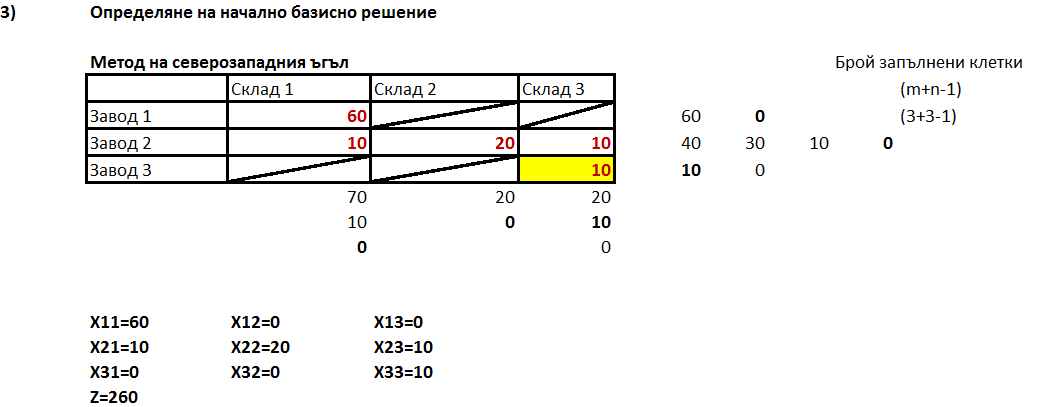 3) Определяне на начално базисно решение
Метод на северозападния ъгъл Брой запълнени клетки
Склад 1 Склад 2 Склад 3 (m+n-1)
Завод 1 60 60 0 (3+3-1)
Завод 2 10 20 10 40 30 10 0
Завод 3 10 10 0
70 20 20
10 0 10
0 0
X11=60 X12=0 X13=0
X21=10 X22=20 X23=10
X31=0 X32=0 X33=10
Z=260